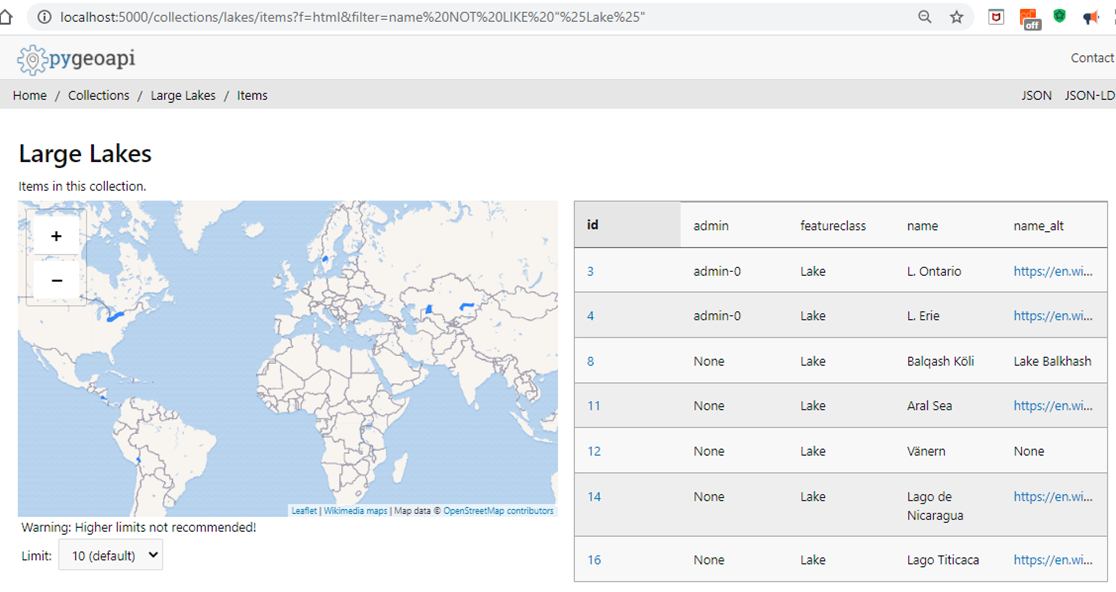 localhost:5000/collections/lakes/items?f=html&filter=name%20NOT%20LIKE%20"%25Lake%25"
off
pygeoapi
Contact
Home / Collections / Large Lakes / Items
JSON JSON-LD
Large Lakes
Items in this collection.
+
−
Leaflet | Wikimedia maps | Map data © OpenStreetMap contributors
Warning: Higher limits not recommended!
Limit: 10 (default)
id admin featureclass name name_alt
3 admin-0 Lake L. Ontario https://en.wi...
4 admin-0 Lake L. Erie https://en.wi...
8 None Lake Balqash Köli Lake Balkhash
11 None Lake Aral Sea https://en.wi...
12 None Lake Vänern None
14 None Lake Lago de https://en.wi...
Nicaragua
16 None Lake Lago Titicaca https://en.wi...